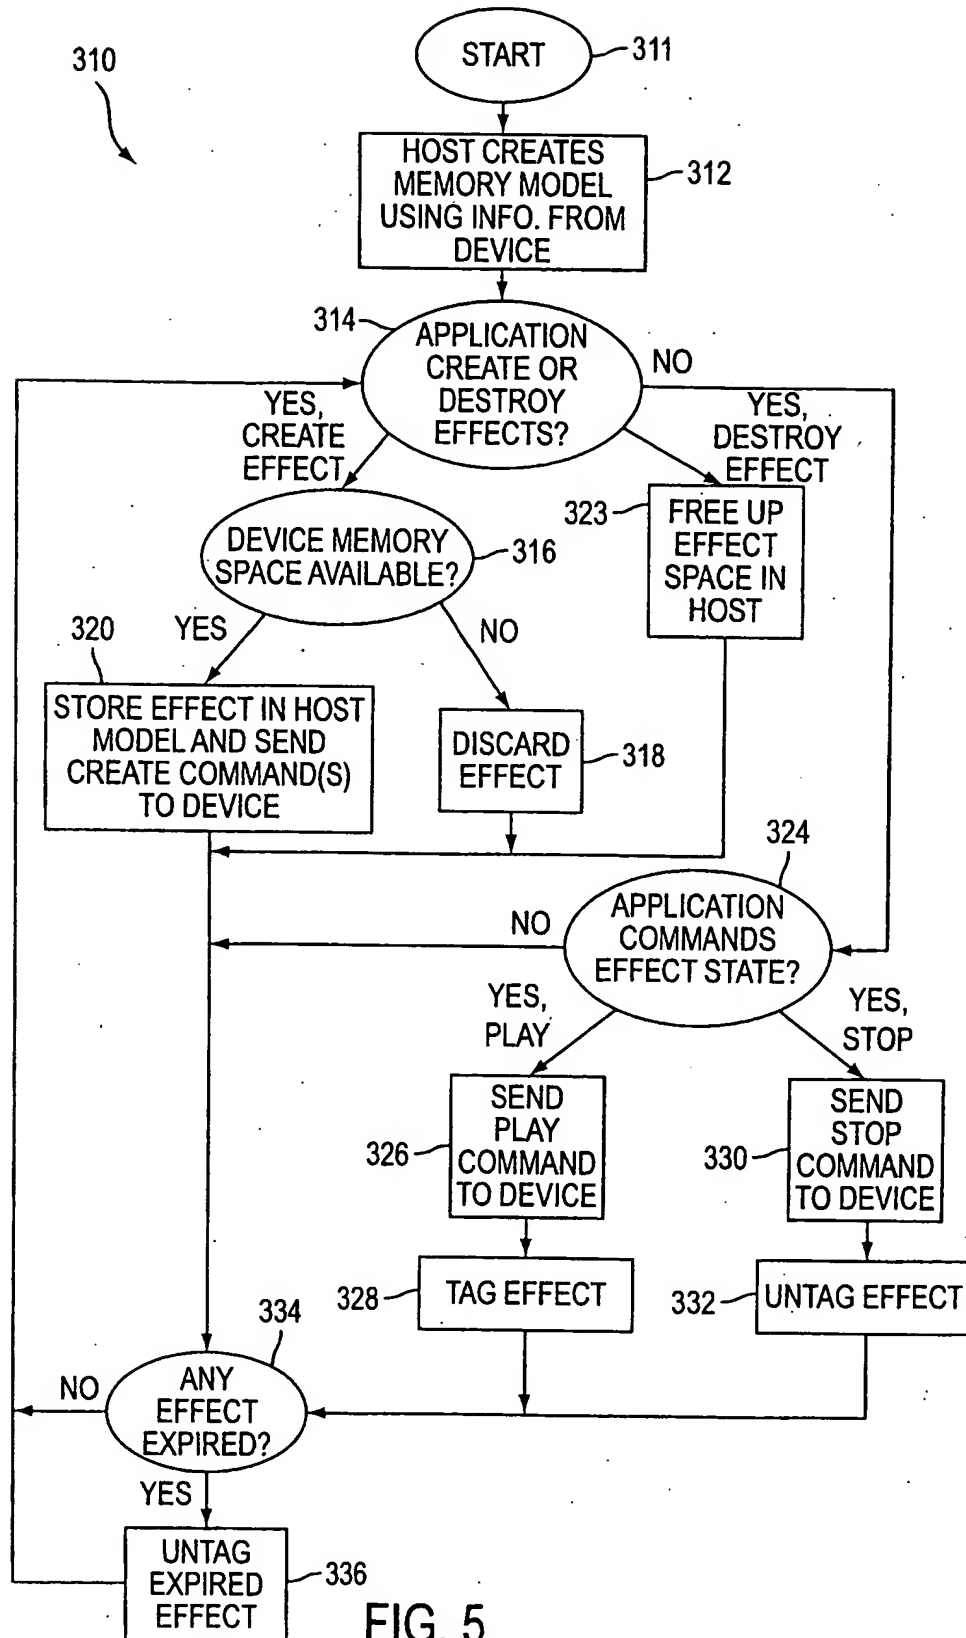 310
START
311
HOST CREATES
MEMORY MODEL
USING INFO. FROM
DEVICE
312
314
APPLICATION
CREATE OR
DESTROY
EFFECTS?
NO
YES,
CREATE
EFFECT
YES,
DESTROY
EFFECT
DEVICE MEMORY
SPACE AVAILABLE?
316
323
FREE UP
EFFECT
SPACE IN
HOST
320
YES
NO
STORE EFFECT IN HOST
MODEL AND SEND
CREATE COMMAND(S)
TO DEVICE
DISCARD
EFFECT
318
324
APPLICATION
COMMANDS
EFFECT STATE?
NO
YES,
PLAY
YES,
STOP
326
SEND
PLAY
COMMAND
TO DEVICE
330
SEND
STOP
COMMAND
TO DEVICE
328
TAG EFFECT
332
UNTAG EFFECT
334
ANY
EFFECT
EXPIRED?
NO
YES
UNTAG
EXPIRED
EFFECT
336
FIG. 5